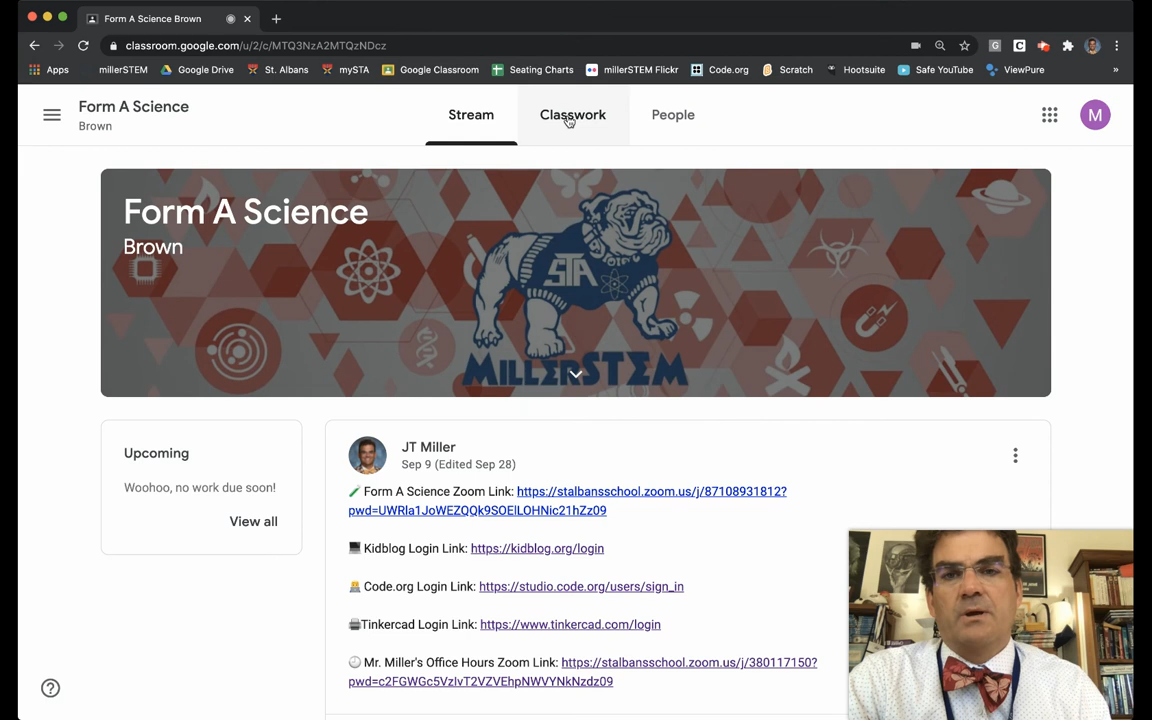 Form A Science Brown
classroom.google.com/u/2/c/MTQ3NzA2MTQzNDcz
Apps
millerSTEM
Google Drive
St. Albans
mySTA
Google Classroom
Seating Charts
millerSTEM Flickr
Code.org
Scratch
Hootsuite
Safe YouTube
ViewPure
»
Form A Science
Brown
Stream
Classwork
People
M
Form A Science
Brown
STA
MILLERSTEM
Upcoming
Woohoo, no work due soon!
View all
JT Miller
Sep 9 (Edited Sep 28)
Form A Science Zoom Link: https://stalbansschool.zoom.us/j/87108931812?
pwd=UWRla1JoWEZQQk9SOElLOHNic21hZz09
Kidblog Login Link: https://kidblog.org/login
Code.org Login Link: https://studio.code.org/users/sign_in
Tinkercad Login Link: https://www.tinkercad.com/login
Mr. Miller's Office Hours Zoom Link: https://stalbansschool.zoom.us/j/380117150?
pwd=c2FGWGc5VzIvT2VZVEhpNWVYNkNzdz09